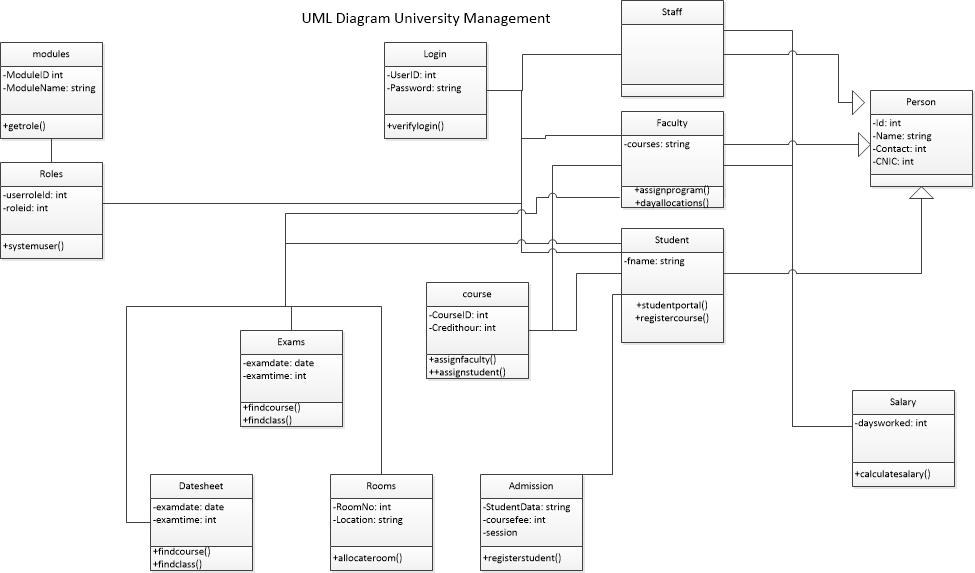 UML Diagram University Management
Staff
modules
-ModuleID int
-ModuleName: string
+getrole()
Login
-UserID: int
-Password: string
+verifylogin()
Person
-Id: int
-Name: string
-Contact: int
-CNIC: int
Faculty
-courses: string
+assignprogram()
+dayallocations()
Roles
-userroleId: int
-roleid: int
+systemuser()
Student
-fname: string
+studentportal()
+registercourse()
course
-CourseID: int
-Credithour: int
+assignfaculty()
++assignstudent()
Exams
-examdate: date
-examtime: int
+findcourse()
+findclass()
Salary
-daysworked: int
+calculatesalary()
Datesheet
-examdate: date
-examtime: int
+findcourse()
+findclass()
Rooms
-RoomNo: int
-Location: string
+allocateroom()
Admission
-StudentData: string
-coursefee: int
-session
+registerstudent()